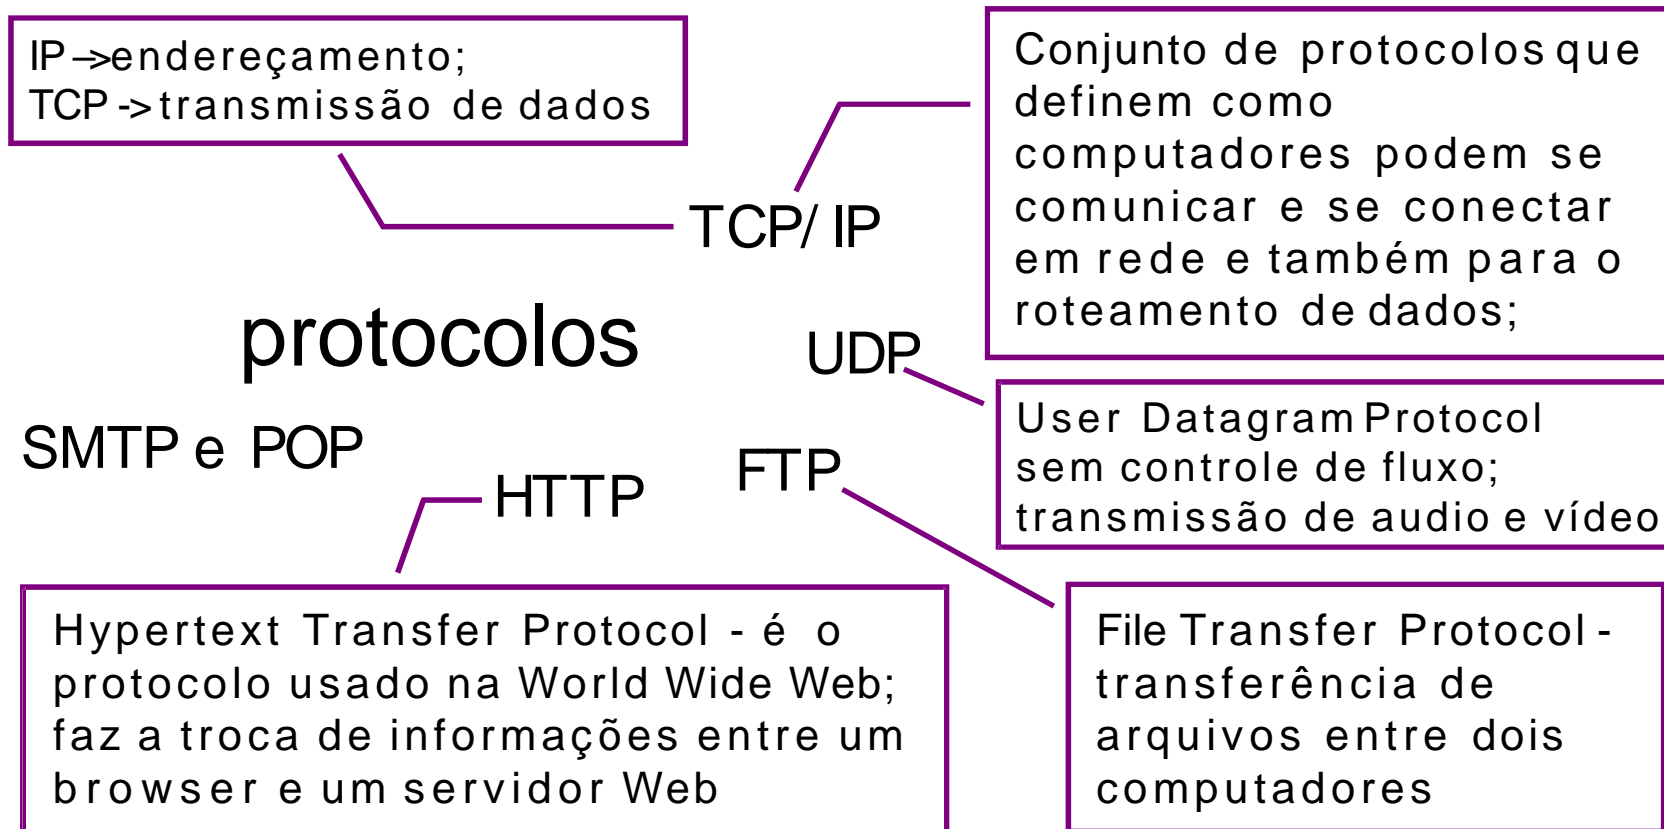 IP –>endereçamento;
TCP -> transmissão de dados
Conjunto de protocolos que
definem como
computadores podem se
comunicar e se conectar
em rede e também para o
roteamento de dados;
TCP/ IP
protocolos
UDP
User Datagram Protocol
sem controle de fluxo;
transmissão de audio e vídeo
SMTP e POP
HTTP
FTP
Hypertext Transfer Protocol - é o
protocolo usado na World Wide Web;
faz a troca de informações entre um
browser e um servidor Web
File Transfer Protocol -
transferência de
arquivos entre dois
computadores